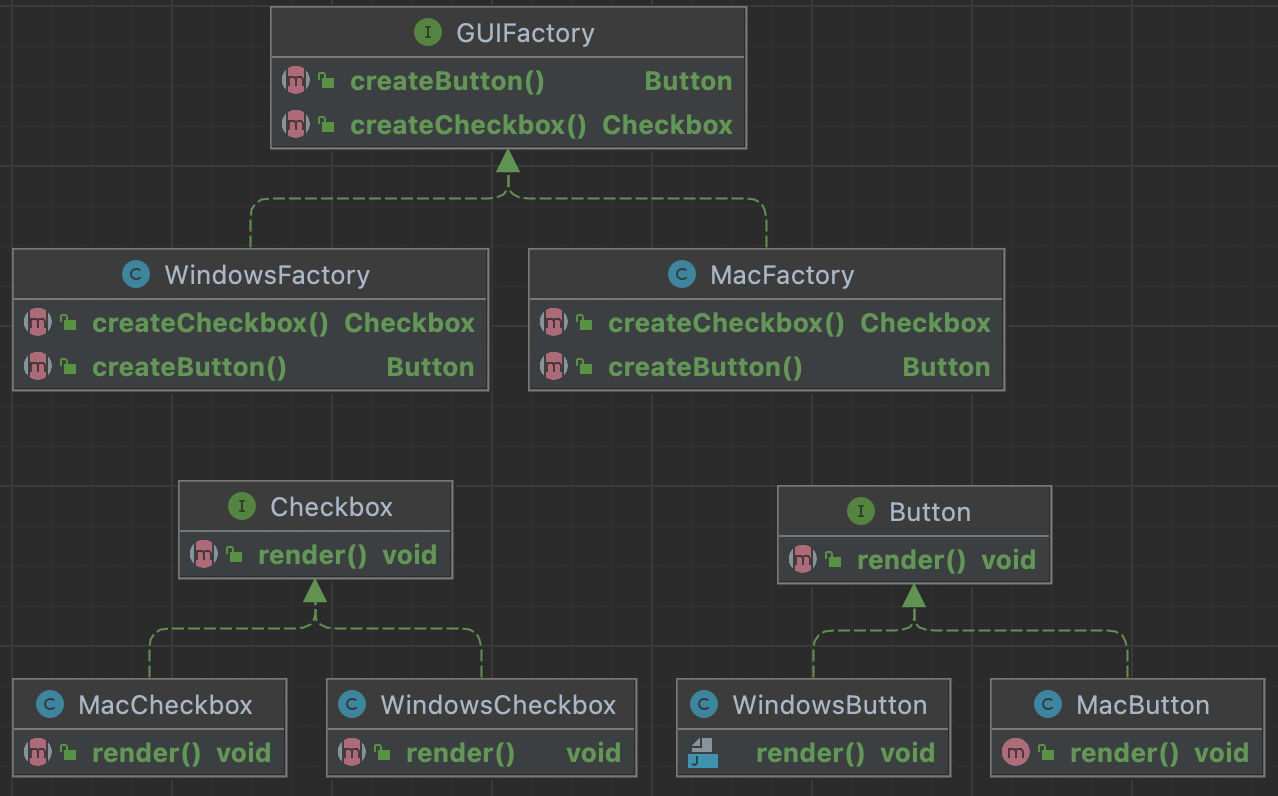 I GUIFactory
m createButton() Button
m createCheckbox() Checkbox
C WindowsFactory
m createCheckbox() Checkbox
m createButton() Button
C MacFactory
m createCheckbox() Checkbox
m createButton() Button
I Checkbox
m render() void
I Button
m render() void
C MacCheckbox
m render() void
C WindowsCheckbox
m render() void
C WindowsButton
J render() void
C MacButton
m render() void